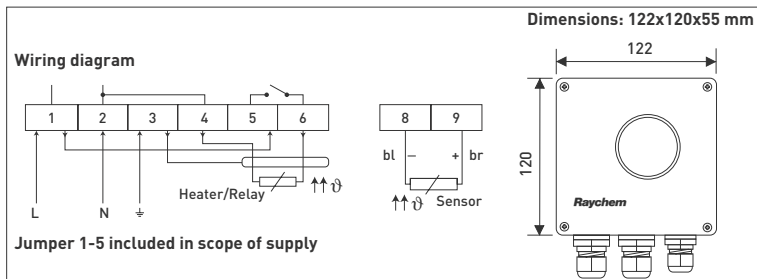 Dimensions: 122x120x55 mm
Wiring diagram
122
1 2 3 4 5 6
8 9
bl – + br
120
Heater/Relay ϑ
ϑ Sensor
Raychem
L N
Jumper 1-5 included in scope of supply